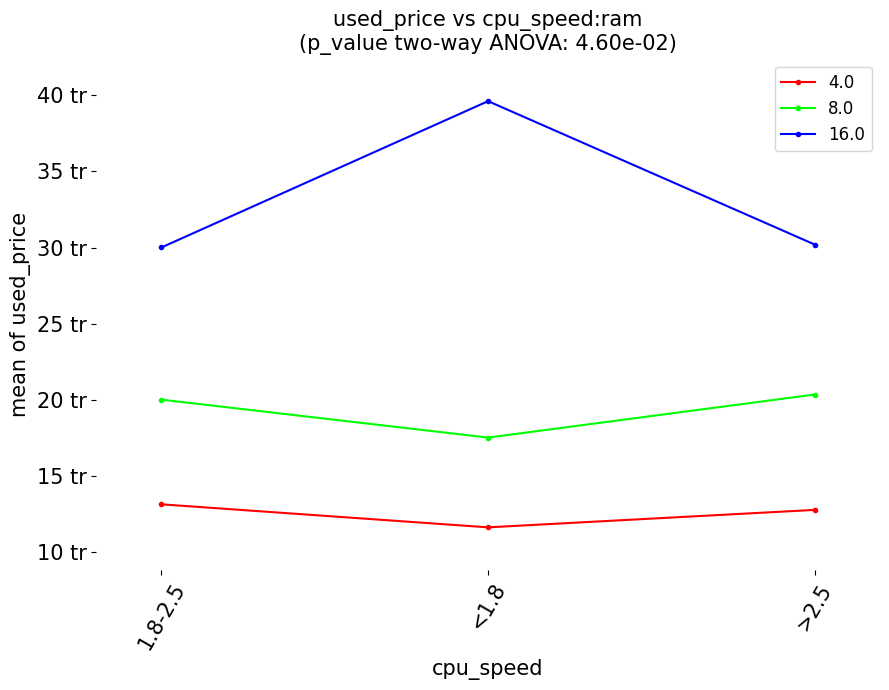 used_price vs cpu_speed:ram
(p_value two-way ANOVA: 4.60e-02)
4.0
8.0
16.0
40 tr
35 tr
30 tr
25 tr
20 tr
15 tr
10 tr
mean of used_price
1.8-2.5
<1.8
>2.5
cpu_speed